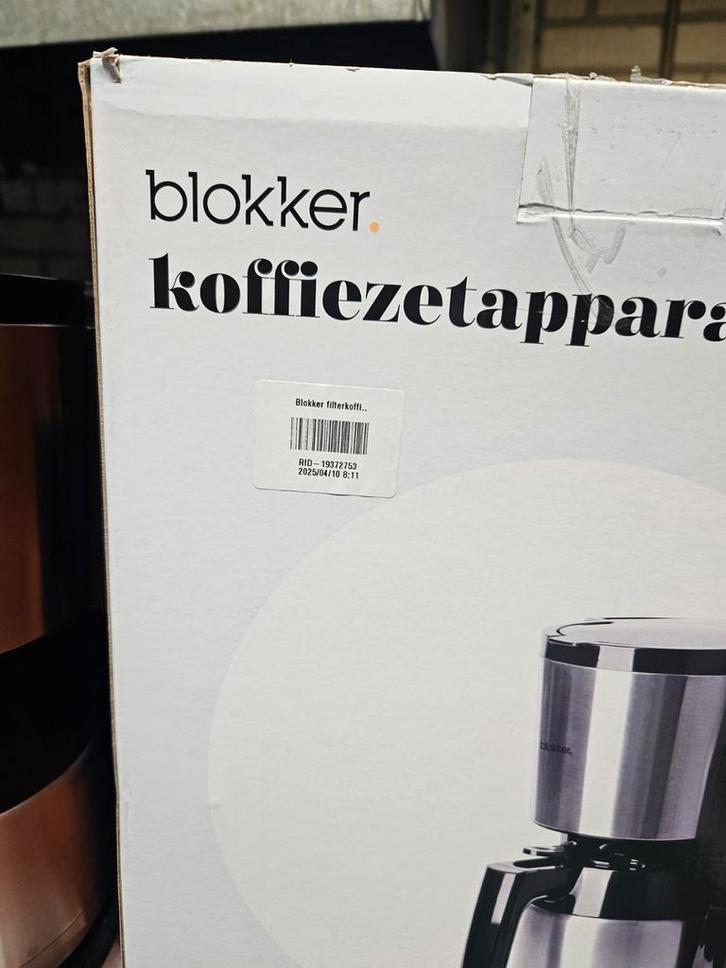 blokker.
koffiezetappara
Blokker filterkoffi..
RID - 19372753
2025/04/10 8:11
blokker.